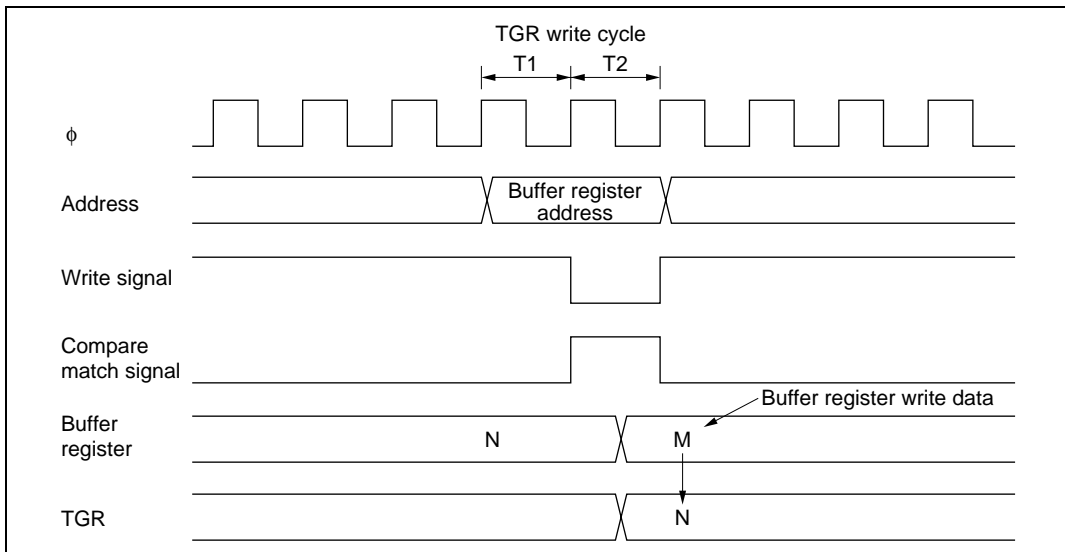 TGR write cycle
T1 T2
ϕ
Address
Buffer register
address
Write signal
Compare
match signal
Buffer register write data
Buffer
register
N M
TGR
N